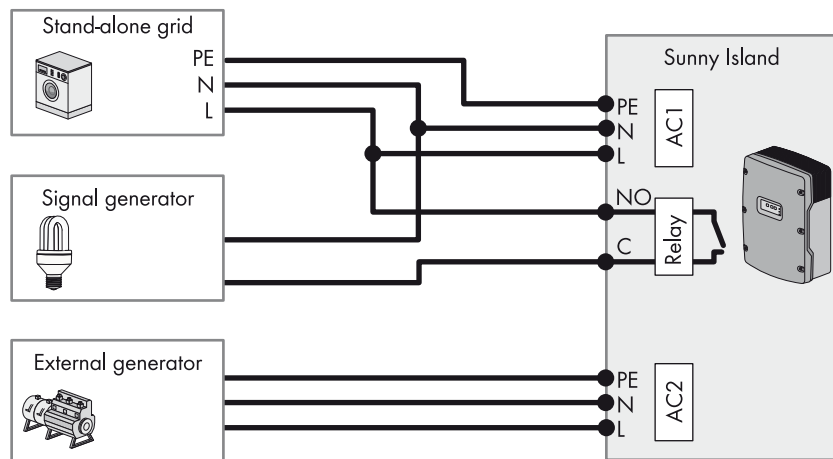 Stand-alone grid
PE
N
L
Signal generator
External generator
Sunny Island
PE
N
L
AC1
NO
C
Relay
PE
N
L
AC2